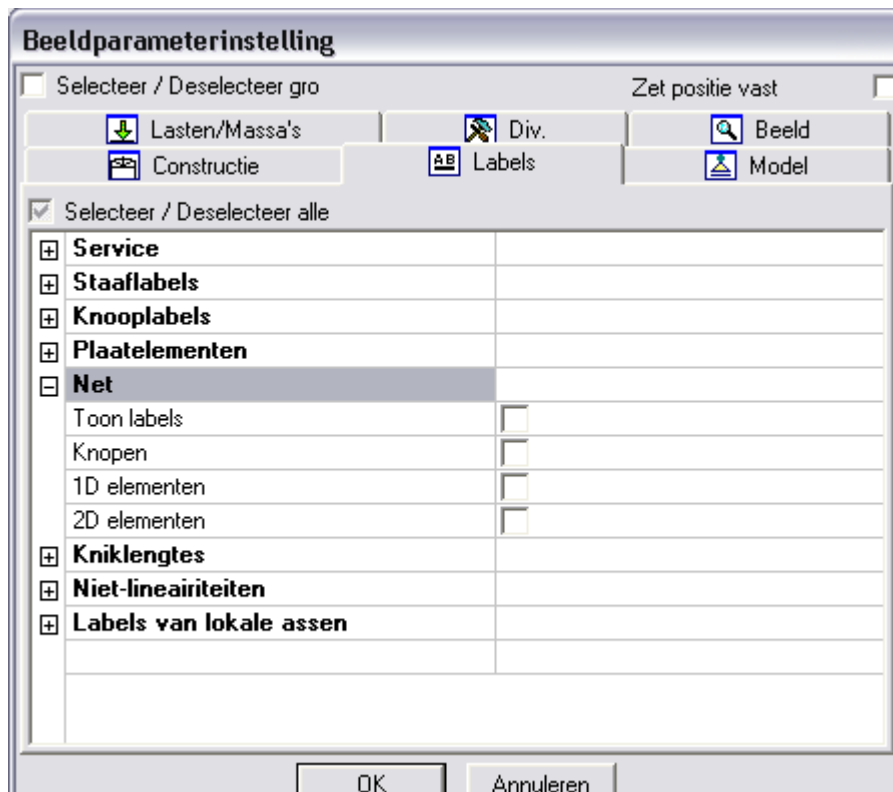 Beeldparameterinstelling
Selecteer / Deselecteer gro Zet positie vast
Lasten/Massa's Div. Beeld
Constructie AB Labels Model
Selecteer / Deselecteer alle
Service
Staaflabels
Knooplabels
Plaatelementen
Net
Toon labels
Knopen
1D elementen
2D elementen
Kniklengtes
Niet-lineairiteiten
Labels van lokale assen
OK Annuleren